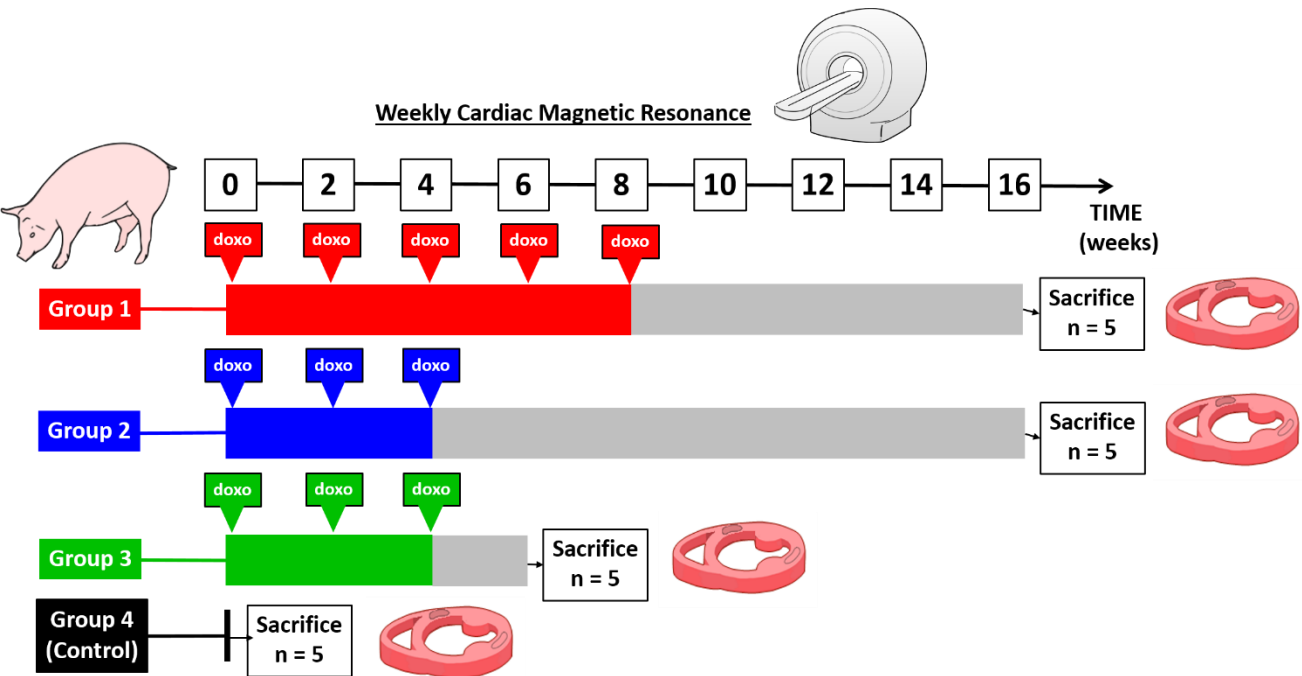 Weekly Cardiac Magnetic Resonance
0 2 4 6 8 10 12 14 16
TIME
(weeks)
doxo doxo doxo doxo doxo
Group 1
Sacrifice
n = 5
doxo doxo doxo
Group 2
Sacrifice
n = 5
doxo doxo doxo
Group 3
Sacrifice
n = 5
Group 4
(Control)
Sacrifice
n = 5